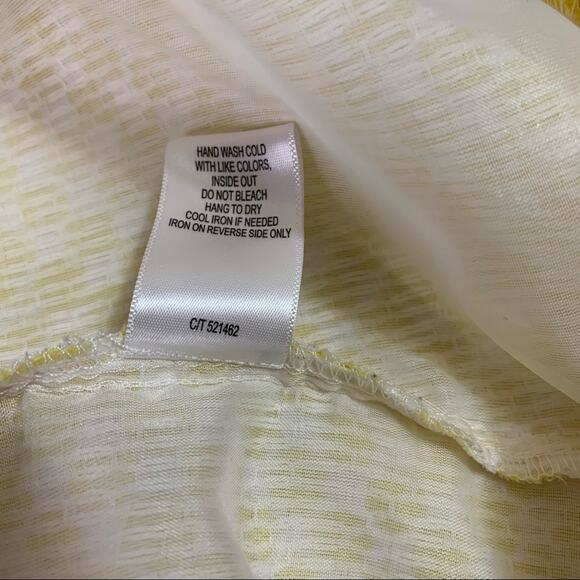 HAND WASH COLD
WITH LIKE COLORS,
INSIDE OUT
DO NOT BLEACH
HANG TO DRY
COOL IRON IF NEEDED
IRON ON REVERSE SIDE ONLY
C/T 521462